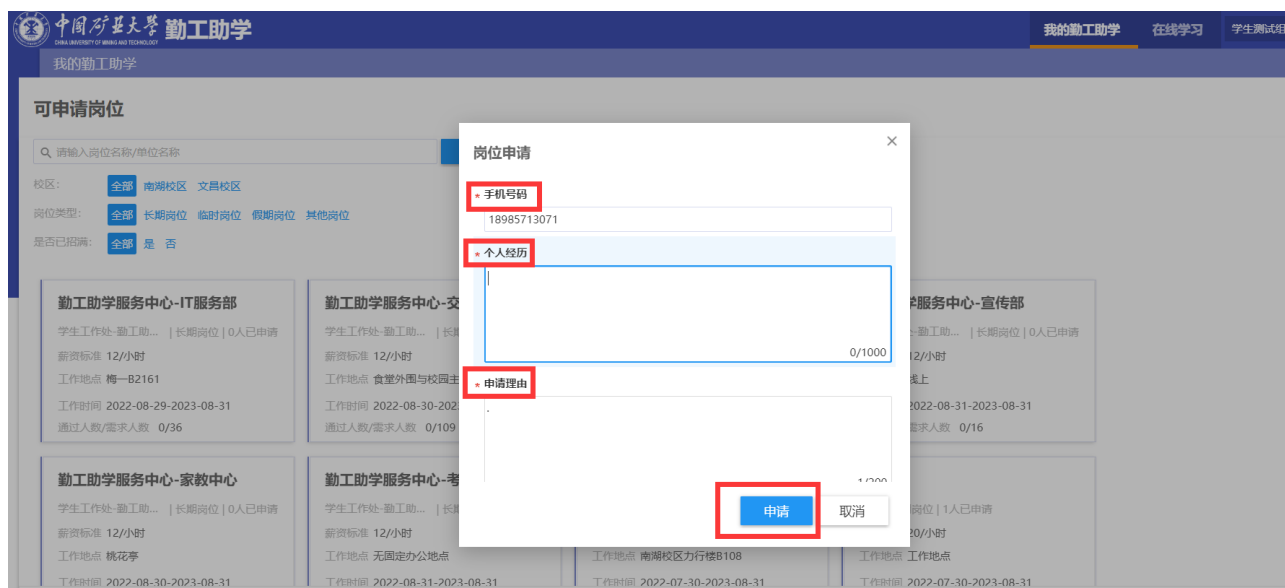 中国矿业大学 勤工助学
CHINA UNIVERSITY OF MINING AND TECHNOLOGY
我的勤工助学 在线学习 学生测试组
我的勤工助学
可申请岗位
请输入岗位名称/单位名称
校区: 全部 南湖校区 文昌校区
岗位类型: 全部 长期岗位 临时岗位 假期岗位 其他岗位
是否已招满: 全部 是 否
岗位申请
* 手机号码
18985713071
* 个人经历
0/1000
* 申请理由
.
1/200
申请 取消
勤工助学服务中心-IT服务部
学生工作处-勤工助... | 长期岗位 | 0人已申请
薪资标准 12/小时
工作地点 梅一B2161
工作时间 2022-08-29-2023-08-31
通过人数/需求人数 0/36
勤工助学服务中心-交
学生工作处-勤工助... | 长
薪资标准 12/小时
工作地点 食堂外围与校园主
工作时间 2022-08-30-202
通过人数/需求人数 0/109
服务中心-宣传部
-勤工助... | 长期岗位 | 0人已申请
12/小时
线上
2022-08-31-2023-08-31
需求人数 0/16
勤工助学服务中心-家教中心
学生工作处-勤工助... | 长期岗位 | 0人已申请
薪资标准 12/小时
工作地点 桃花亭
工作时间 2022-08-30-2023-08-31
勤工助学服务中心-考
学生工作处-勤工助... | 长
薪资标准 12/小时
工作地点 无固定办公地点
工作时间 2022-08-31-2023-08-31
工作地点 南湖校区力行楼B108
工作时间 2022-07-30-2023-08-31
岗位 | 1人已申请
20/小时
工作地点 工作地点
工作时间 2022-07-30-2023-08-31